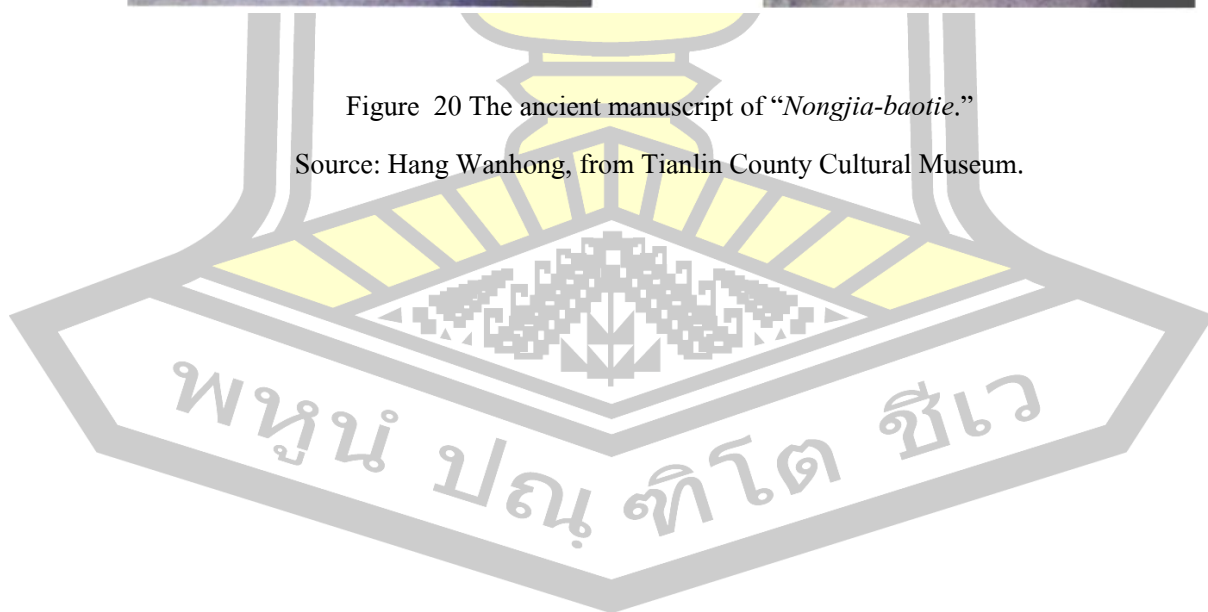 Figure 20 The ancient manuscript of “Nongjia-baotie.”
Source: Hang Wanhong, from Tianlin County Cultural Museum.
พหูนํ ปณฺ ฑิโต ชีเว